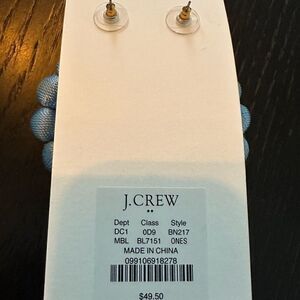 J.CREW
Dept Class Style
DC1 0D9 BN217
MBL BL7151 0NES
MADE IN CHINA
099106918278
$49.50